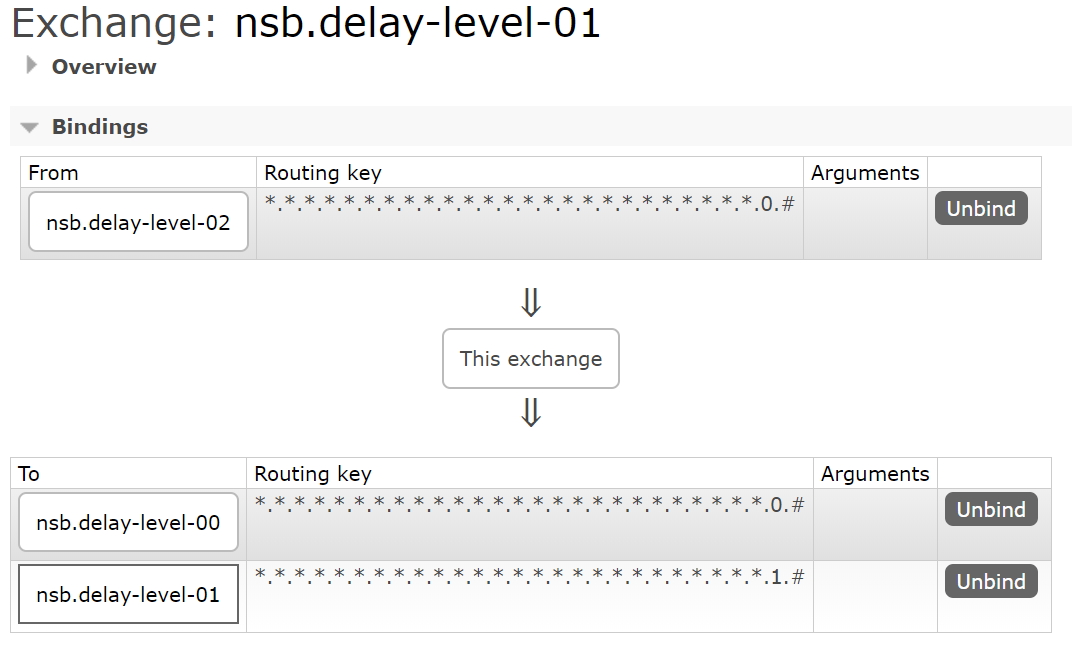 Exchange: nsb.delay-level-01
Overview
Bindings
From Routing key Arguments
nsb.delay-level-02 *.*.*.*.*.*.*.*.*.*.*.*.*.*.*.*.*.*.*.*.*.*.*.*.*.0.# Unbind
⇓
This exchange
⇓
To Routing key Arguments
nsb.delay-level-00 *.*.*.*.*.*.*.*.*.*.*.*.*.*.*.*.*.*.*.*.*.*.*.*.*.*.0.# Unbind
nsb.delay-level-01 *.*.*.*.*.*.*.*.*.*.*.*.*.*.*.*.*.*.*.*.*.*.*.*.*.*.1.# Unbind